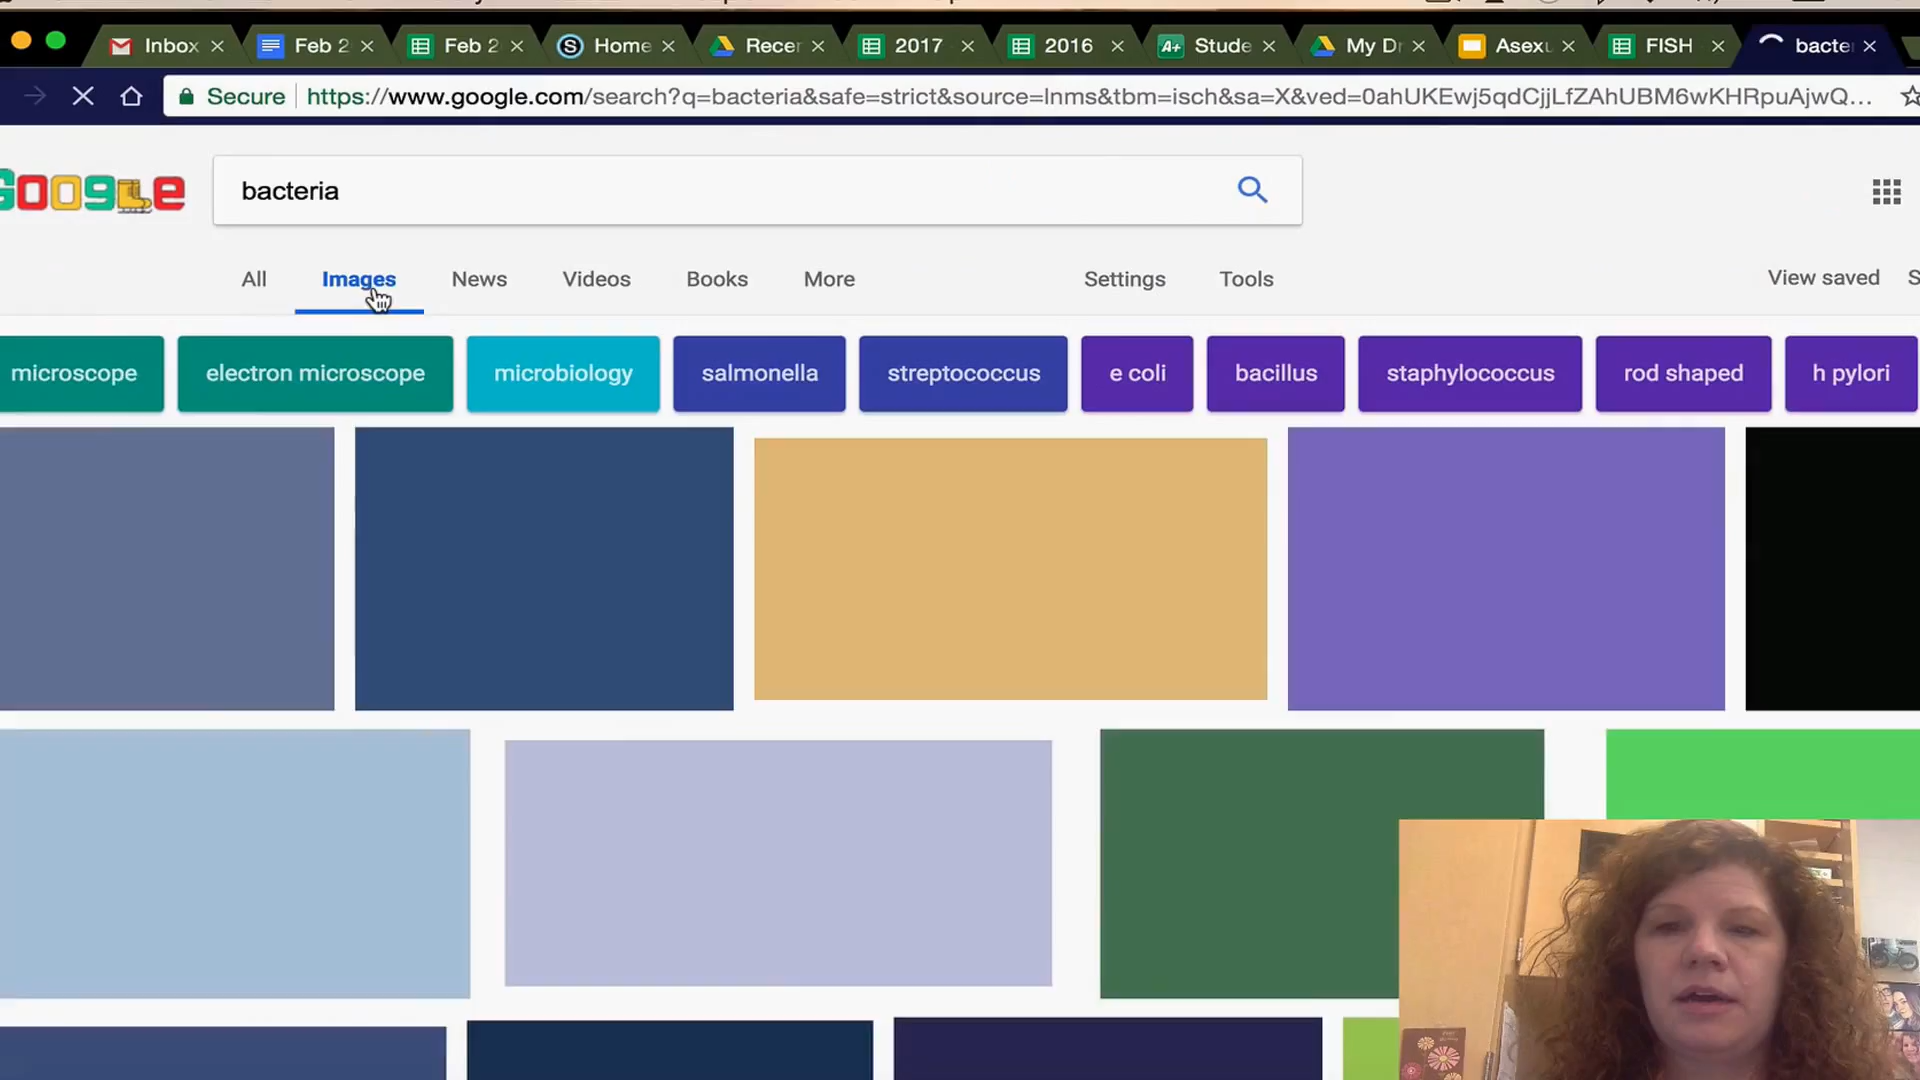 Inbox Feb 2 Feb 2 Home Recer 2017 2016 A+ Stude My Dr Asexu FISH bacte
Secure https://www.google.com/search?q=bacteria&safe=strict&source=lnms&tbm=isch&sa=X&ved=0ahUKEwj5qdCjjLfZAhUBM6wKHRpuAjwQ...
Google bacteria
All Images News Videos Books More Settings Tools View saved S
microscope electron microscope microbiology salmonella streptococcus e coli bacillus staphylococcus rod shaped h pylori